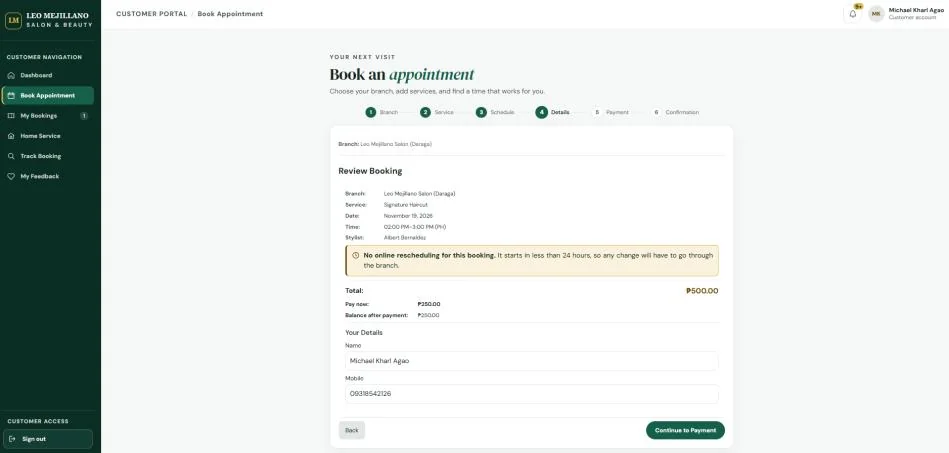 LM
LEO MEJILLANO
SALON & BEAUTY
CUSTOMER NAVIGATION
Dashboard
Book Appointment
My Bookings 1
Home Service
Track Booking
My Feedback
CUSTOMER ACCESS
Sign out
CUSTOMER PORTAL / Book Appointment
9+
MK
Michael Kharl Agao
Customer account
YOUR NEXT VISIT
Book an appointment
Choose your branch, add services, and find a time that works for you.
1 Branch 2 Service 3 Schedule 4 Details 5 Payment 6 Confirmation
Branch: Leo Mejillano Salon (Daraga)
Review Booking
Branch: Leo Mejillano Salon (Daraga)
Service: Signature Haircut
Date: November 19, 2026
Time: 02:00 PM–3:00 PM (PH)
Stylist: Albert Bernaldez
No online rescheduling for this booking. It starts in less than 24 hours, so any change will have to go through
the branch.
Total: ₱500.00
Pay now: ₱250.00
Balance after payment: ₱250.00
Your Details
Name
Michael Kharl Agao
Mobile
09318542126
Back
Continue to Payment